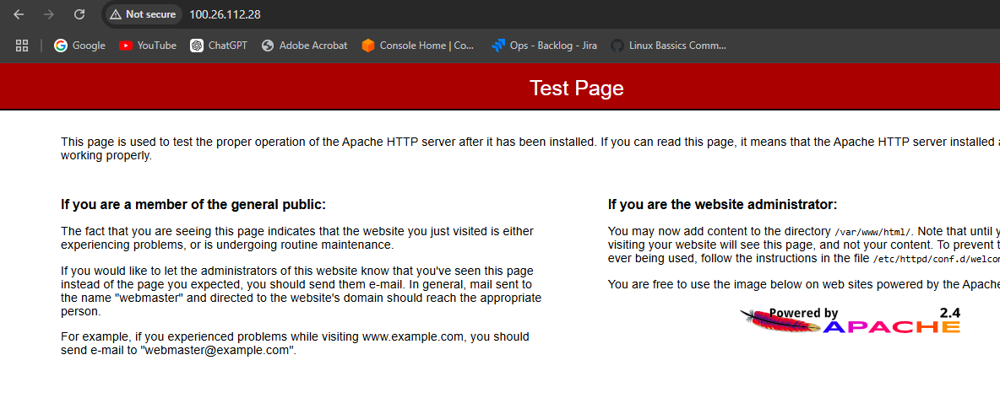 Not secure 100.26.112.28
Google YouTube ChatGPT Adobe Acrobat Console Home | Co... Ops - Backlog - Jira Linux Bassics Comm...
Test Page
This page is used to test the proper operation of the Apache HTTP server after it has been installed. If you can read this page, it means that the Apache HTTP server installed
working properly.
If you are a member of the general public:
The fact that you are seeing this page indicates that the website you just visited is either
experiencing problems, or is undergoing routine maintenance.
If you would like to let the administrators of this website know that you've seen this page
instead of the page you expected, you should send them e-mail. In general, mail sent to
the name "webmaster" and directed to the website's domain should reach the appropriate
person.
For example, if you experienced problems while visiting www.example.com, you should
send e-mail to "webmaster@example.com".
If you are the website administrator:
You may now add content to the directory /var/www/html/. Note that until
visiting your website will see this page, and not your content. To prevent
ever being used, follow the instructions in the file /etc/httpd/conf.d/welcon
You are free to use the image below on web sites powered by the Apache
Powered by 2.4
APACHE